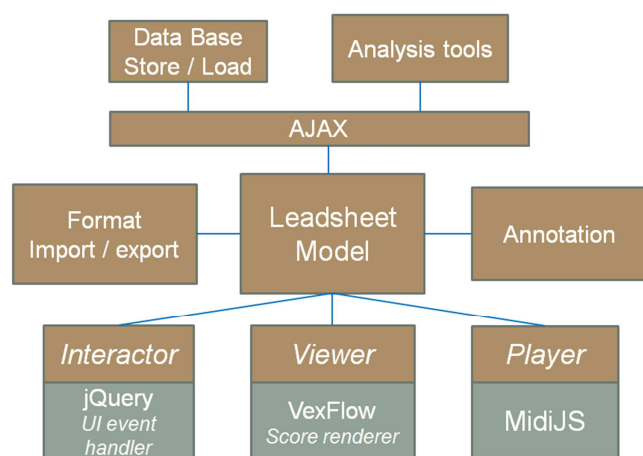 Data Base
Store / Load
Analysis tools
AJAX
Format
Import / export
Leadsheet
Model
Annotation
Interactor
jQuery
UI event
handler
Viewer
VexFlow
Score renderer
Player
MidiJS